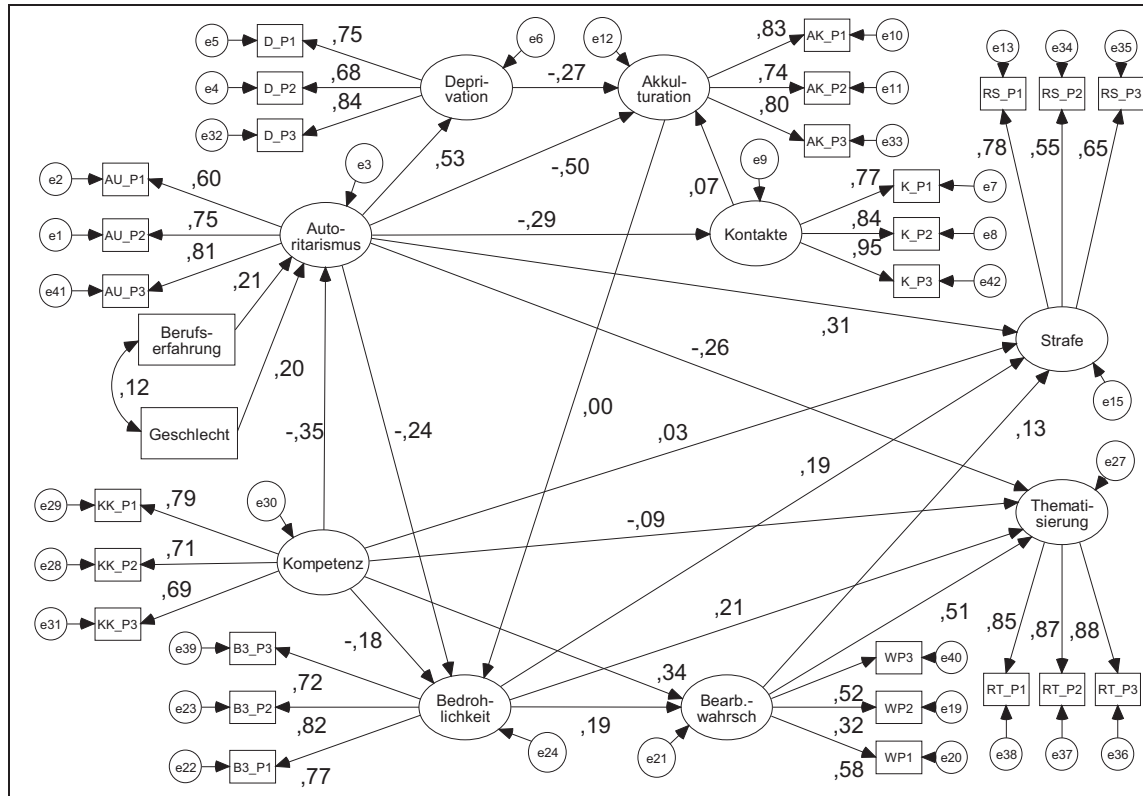 e5
D_P1
,75
e6
e12
,83
AK_P1
e10
e13
e34
e35
e4
D_P2
,68
Depri-
vation
-,27
Akkul-
turation
,74
AK_P2
e11
RS_P1
RS_P2
RS_P3
e32
D_P3
,84
,80
AK_P3
e33
,78
,55
,65
e2
AU_P1
,60
e3
,53
-,50
,07
e9
,77
K_P1
e7
e1
AU_P2
,75
Auto-
ritarismus
-,29
Kontakte
,84
K_P2
e8
e41
AU_P3
,81
,95
K_P3
e42
,21
Berufs-
erfahrung
,31
Strafe
,12
,20
-,26
e15
Geschlecht
-,35
-,24
,00
,03
,13
,19
e27
e29
KK_P1
,79
e30
Themati-
sierung
e28
KK_P2
,71
Kompetenz
-,09
e31
KK_P3
,69
-,18
,21
,51
,85
,87
,88
e39
B3_P3
,72
,34
WP3
e40
e23
B3_P2
,82
Bedroh-
lichkeit
,19
Bearb.-
wahrsch
,52
WP2
e19
RT_P1
RT_P2
RT_P3
e22
B3_P1
,77
e24
e21
,32
WP1
e20
,58
e38
e37
e36